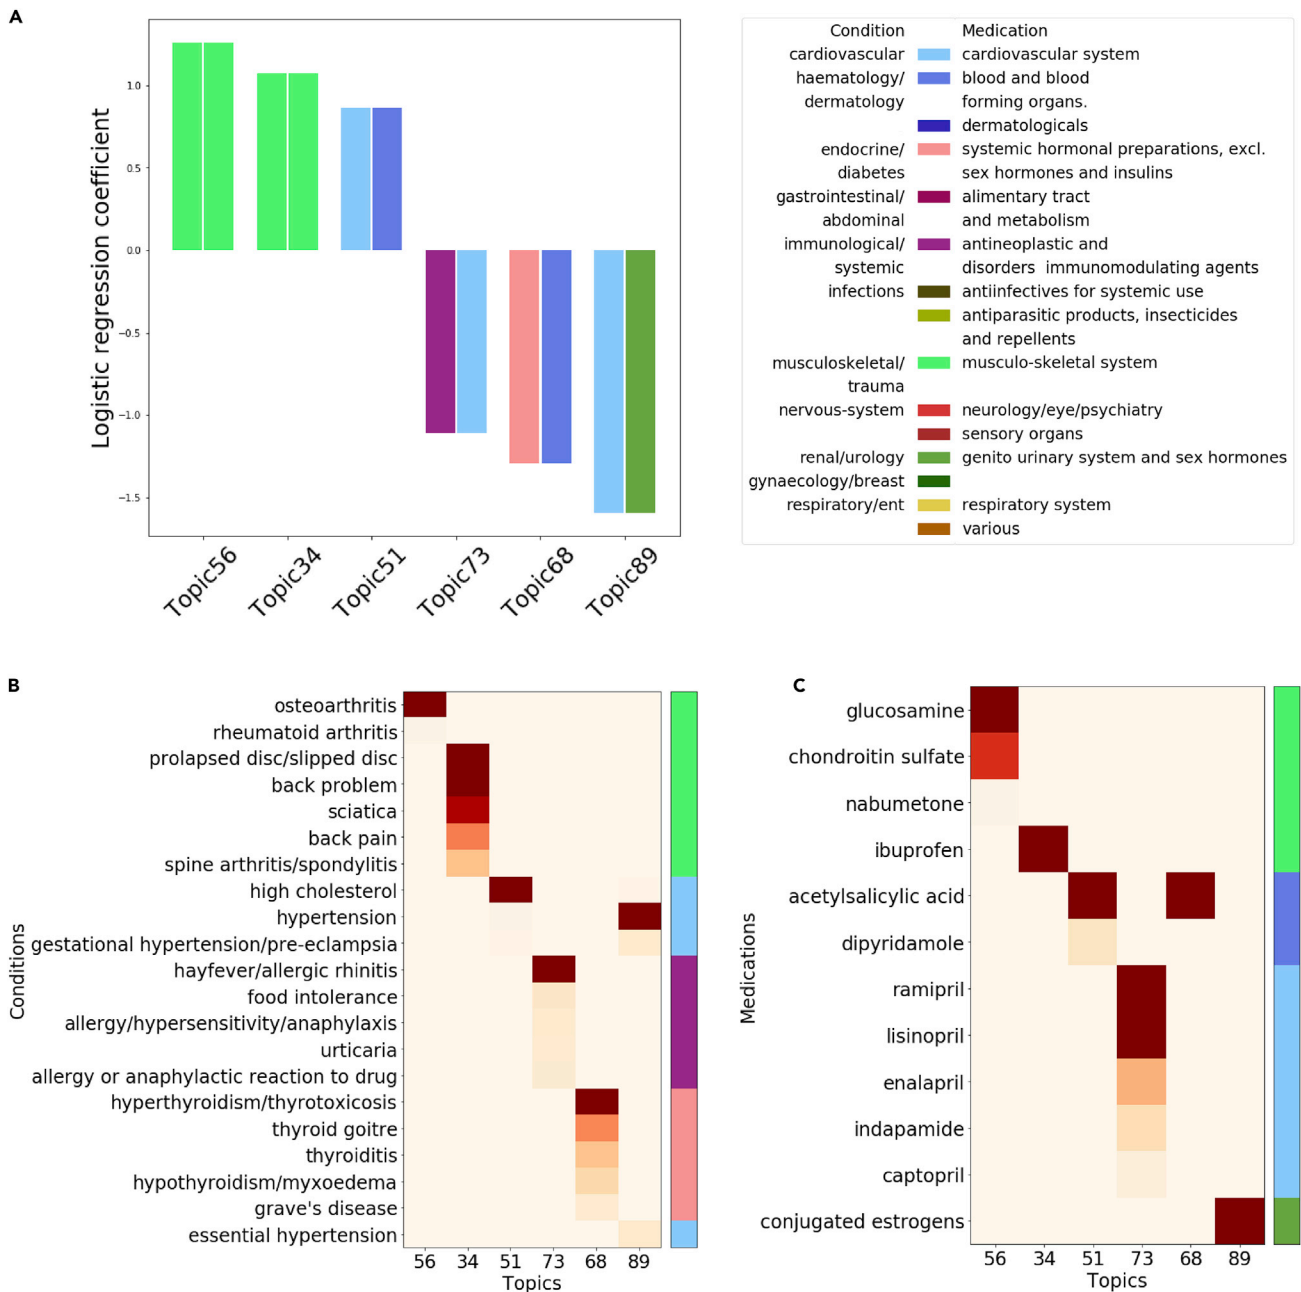 A
Logistic regression coefficient
1.0
0.5
0.0
−0.5
−1.0
−1.5
Topic56
Topic34
Topic51
Topic73
Topic68
Topic89
Condition Medication
cardiovascular cardiovascular system
haematology/ blood and blood
dermatology forming organs.
dermatologicals
endocrine/ systemic hormonal preparations, excl.
diabetes sex hormones and insulins
gastrointestinal/ alimentary tract
abdominal and metabolism
immunological/ antineoplastic and
systemic disorders immunomodulating agents
infections antiinfectives for systemic use
antiparasitic products, insecticides
and repellents
musculoskeletal/ musculo-skeletal system
trauma
nervous-system neurology/eye/psychiatry
sensory organs
renal/urology genito urinary system and sex hormones
gynaecology/breast
respiratory/ent respiratory system
various
B
Conditions
osteoarthritis
rheumatoid arthritis
prolapsed disc/slipped disc
back problem
sciatica
back pain
spine arthritis/spondylitis
high cholesterol
hypertension
gestational hypertension/pre-eclampsia
hayfever/allergic rhinitis
food intolerance
allergy/hypersensitivity/anaphylaxis
urticaria
allergy or anaphylactic reaction to drug
hyperthyroidism/thyrotoxicosis
thyroid goitre
thyroiditis
hypothyroidism/myxoedema
grave's disease
essential hypertension
56 34 51 73 68 89
Topics
C
Medications
glucosamine
chondroitin sulfate
nabumetone
ibuprofen
acetylsalicylic acid
dipyridamole
ramipril
lisinopril
enalapril
indapamide
captopril
conjugated estrogens
56 34 51 73 68 89
Topics